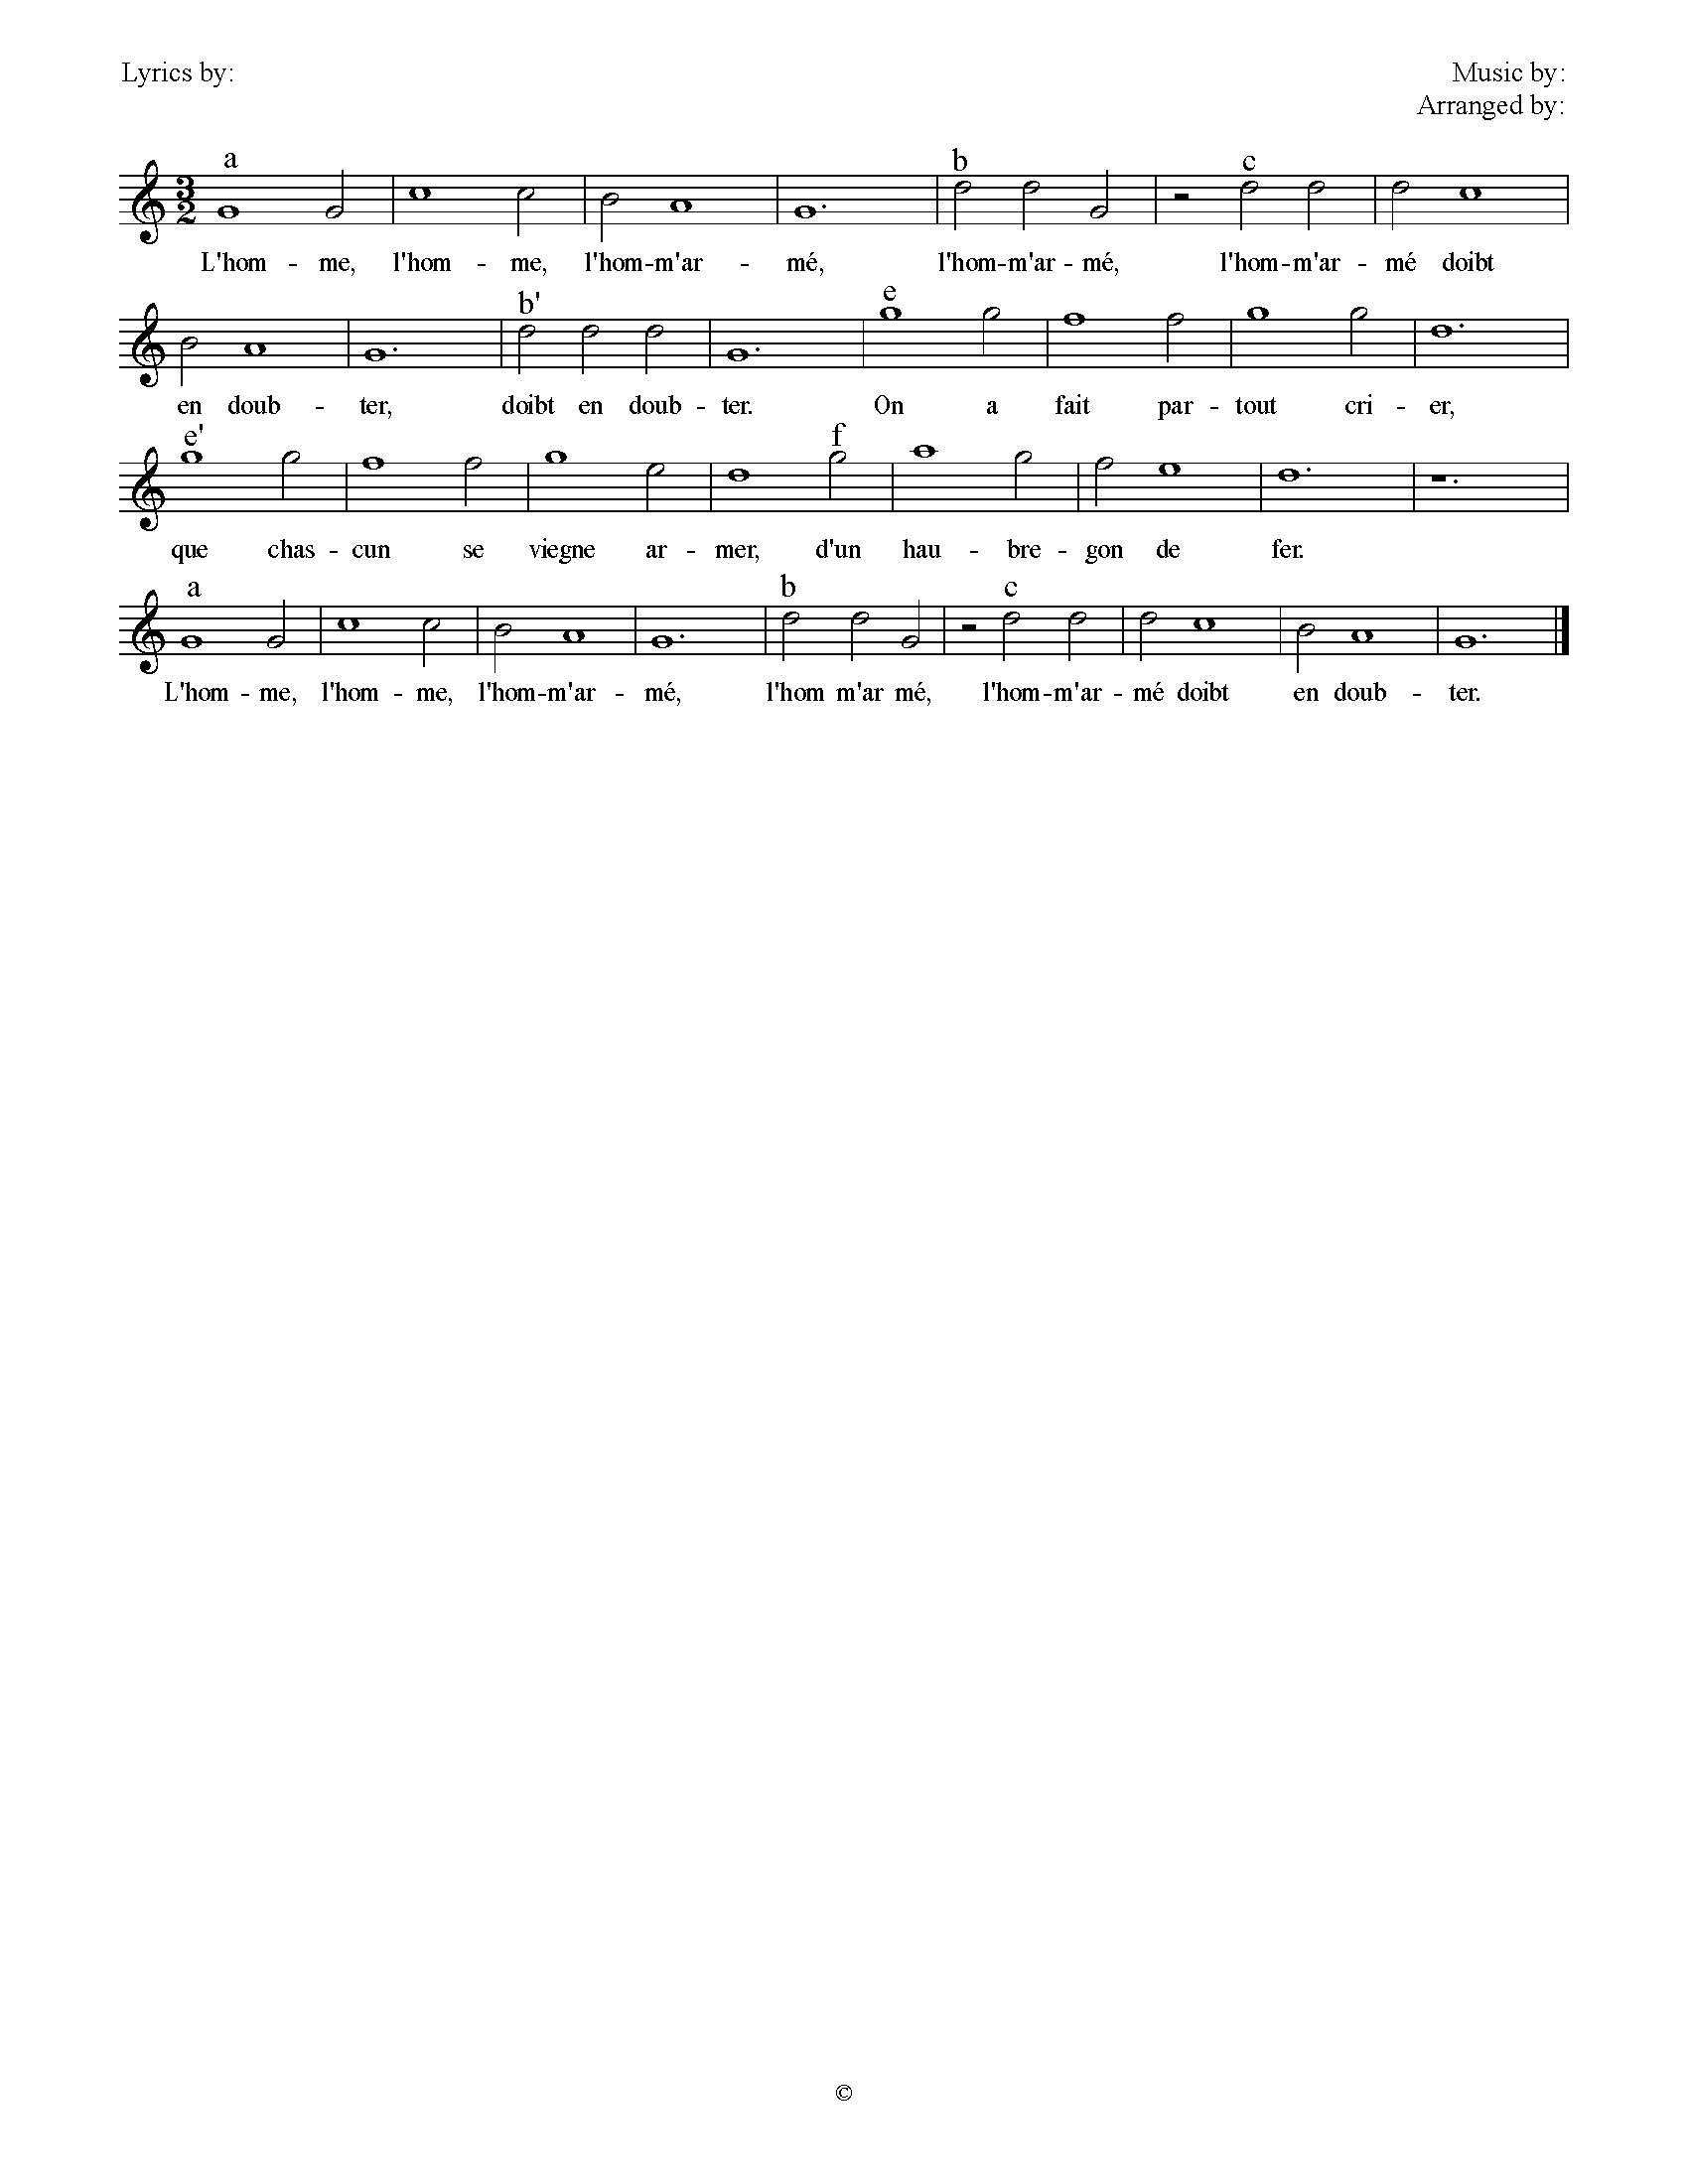 Lyrics by:
Music by:
Arranged by:
a b c
3
2
L'hom - me, l'hom - me, l'hom - m'ar - mé, l'hom - m'ar - mé, l'hom - m'ar - mé doibt
b' e
en doub - ter, doibt en doub - ter. On a fait par - tout cri - er,
e' f
que chas - cun se viegne ar - mer, d'un hau - bre - gon de fer.
a b c
L'hom - me, l'hom - me, l'hom - m'ar - mé, l'hom m'ar mé, l'hom - m'ar - mé doibt en doub - ter.
©